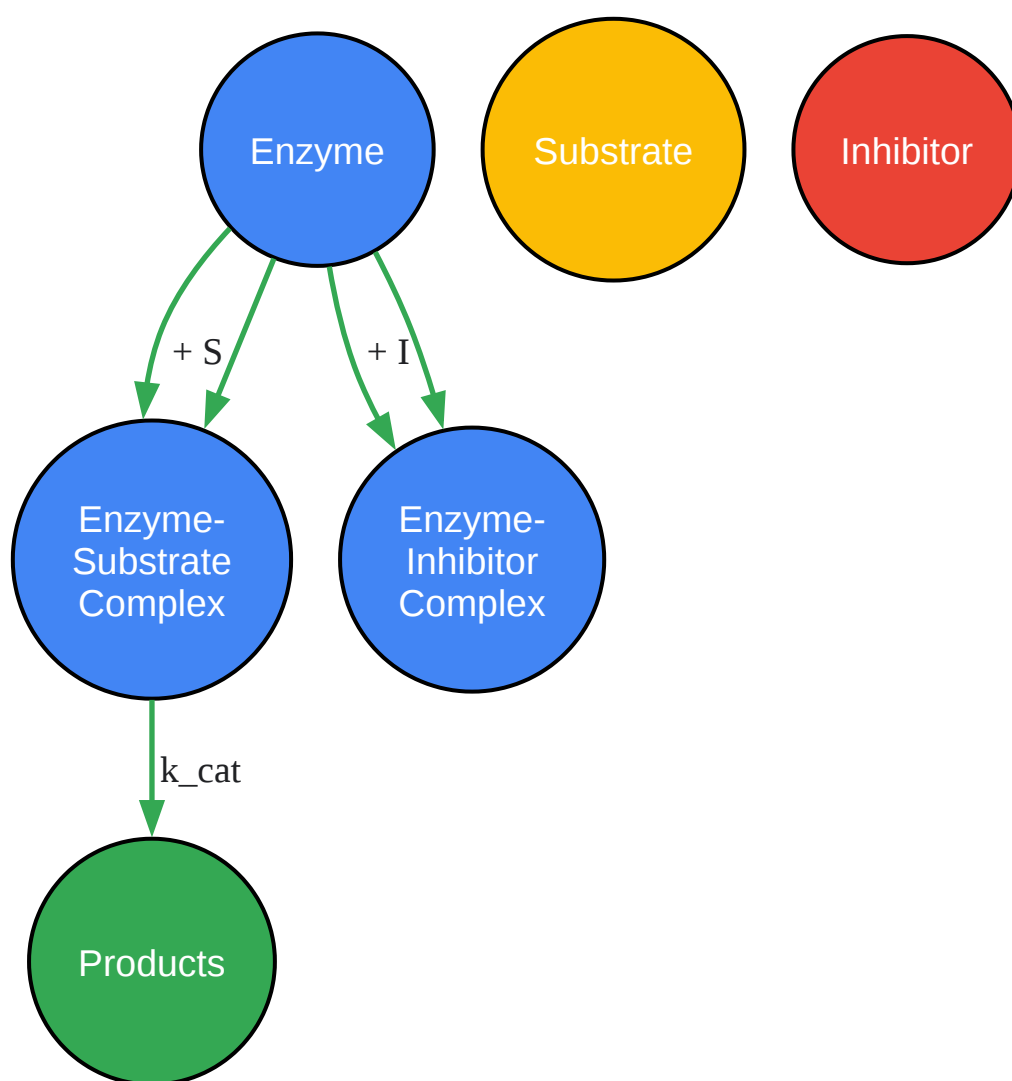 Enzyme
Substrate
Inhibitor
+ S
+ I
Enzyme-
Substrate
Complex
Enzyme-
Inhibitor
Complex
k_cat
Products